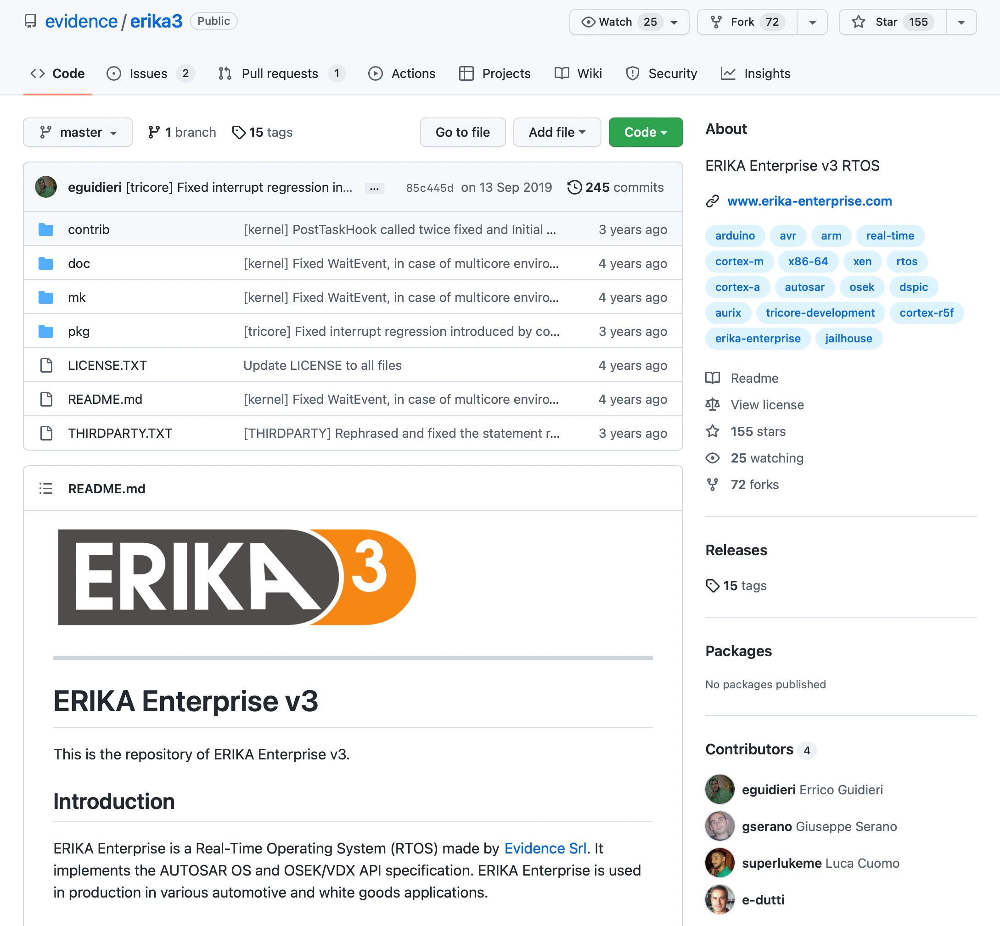 evidence / erika3 Public
Watch 25
Fork 72
Star 155
Code
Issues 2
Pull requests 1
Actions
Projects
Wiki
Security
Insights
master
1 branch
15 tags
Go to file
Add file
Code
eguidieri [tricore] Fixed interrupt regression in... ... 85c445d on 13 Sep 2019 245 commits
contrib [kernel] PostTaskHook called twice fixed and Initial ... 3 years ago
doc [kernel] Fixed WaitEvent, in case of multicore enviro... 4 years ago
mk [kernel] Fixed WaitEvent, in case of multicore enviro... 4 years ago
pkg [tricore] Fixed interrupt regression introduced by co... 3 years ago
LICENSE.TXT Update LICENSE to all files 4 years ago
README.md [kernel] Fixed WaitEvent, in case of multicore enviro... 4 years ago
THIRDPARTY.TXT [THIRDPARTY] Rephrased and fixed the statement r... 3 years ago
README.md
ERIKA 3
ERIKA Enterprise v3
This is the repository of ERIKA Enterprise v3.
Introduction
ERIKA Enterprise is a Real-Time Operating System (RTOS) made by Evidence Srl. It
implements the AUTOSAR OS and OSEK/VDX API specification. ERIKA Enterprise is used
in production in various automotive and white goods applications.
About
ERIKA Enterprise v3 RTOS
www.erika-enterprise.com
arduino avr arm real-time
cortex-m x86-64 xen rtos
cortex-a autosar osek dspic
aurix tricore-development cortex-r5f
erika-enterprise jailhouse
Readme
View license
155 stars
25 watching
72 forks
Releases
15 tags
Packages
No packages published
Contributors 4
eguidieri Errico Guidieri
gserano Giuseppe Serano
superlukeme Luca Cuomo
e-dutti